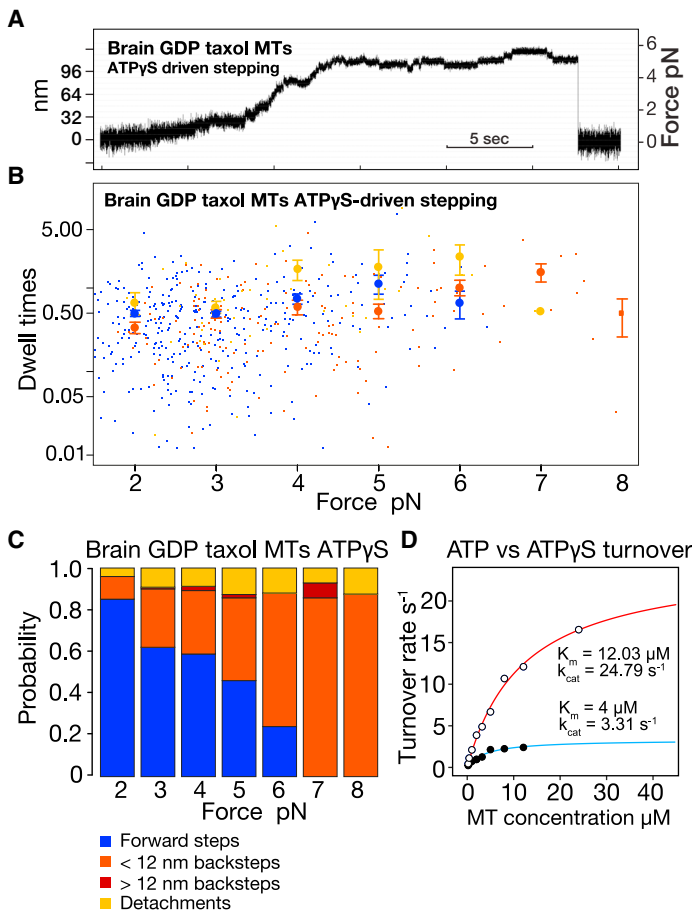 A
Brain GDP taxol MTs
ATPγS driven stepping
nm
96
64
32
0
6
4
2
0
Force pN
5 sec
B
Brain GDP taxol MTs ATPγS-driven stepping
Dwell times
5.00
0.50
0.05
0.01
2 3 4 5 6 7 8
Force pN
C
Brain GDP taxol MTs ATPγS
Probability
1.0
0.8
0.6
0.4
0.2
0
2 3 4 5 6 7 8
Force pN
Forward steps
< 12 nm backsteps
> 12 nm backsteps
Detachments
D
ATP vs ATPγS turnover
Turnover rate s⁻¹
20
15
10
5
0
Km = 12.03 µM
kcat = 24.79 s⁻¹
Km = 4 µM
kcat = 3.31 s⁻¹
0 10 20 30 40
MT concentration µM